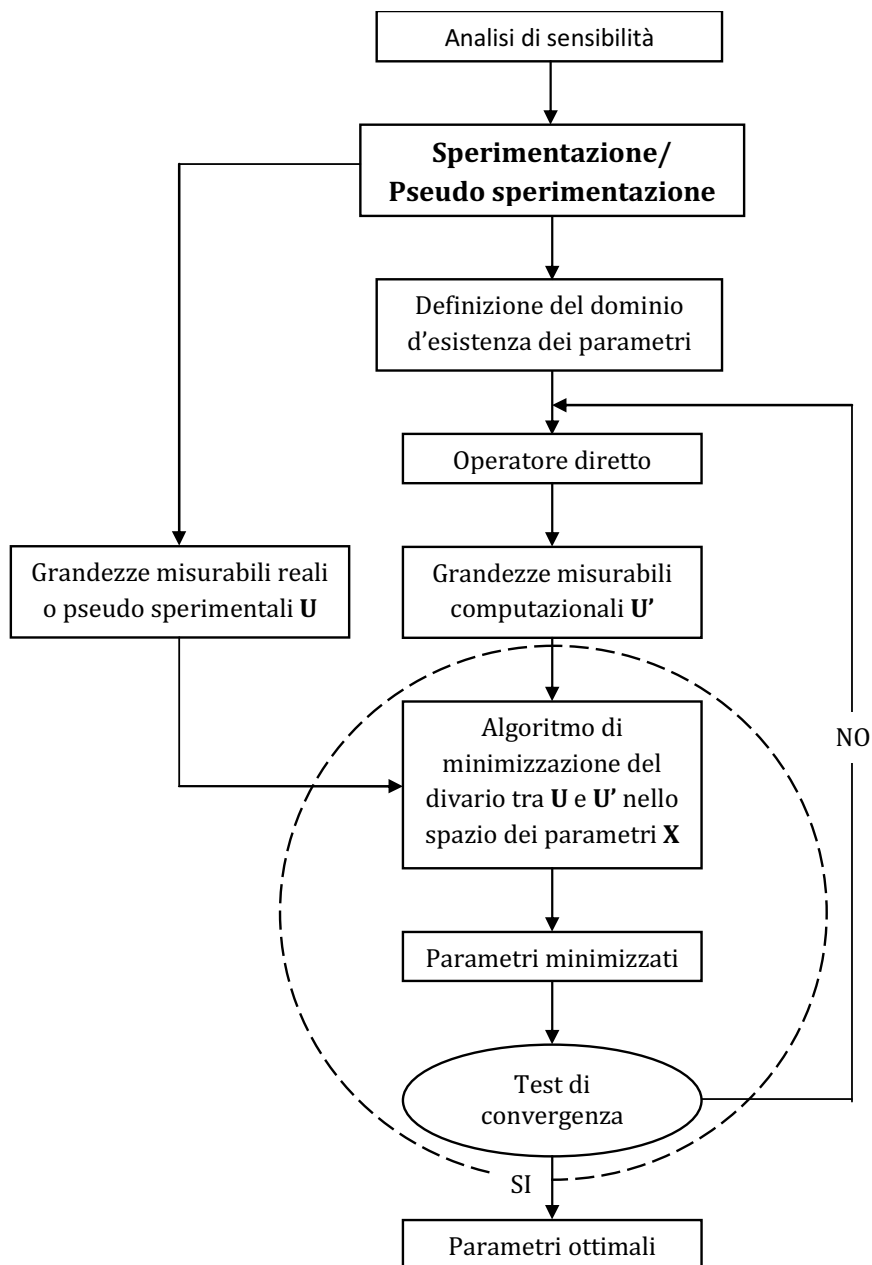 Analisi di sensibilità
Sperimentazione/
Pseudo sperimentazione
Definizione del dominio
d’esistenza dei parametri
Operatore diretto
Grandezze misurabili reali
o pseudo sperimentali U
Grandezze misurabili
computazionali U’
Algoritmo di
minimizzazione del
divario tra U e U’ nello
spazio dei parametri X
NO
Parametri minimizzati
Test di
convergenza
SI
Parametri ottimali